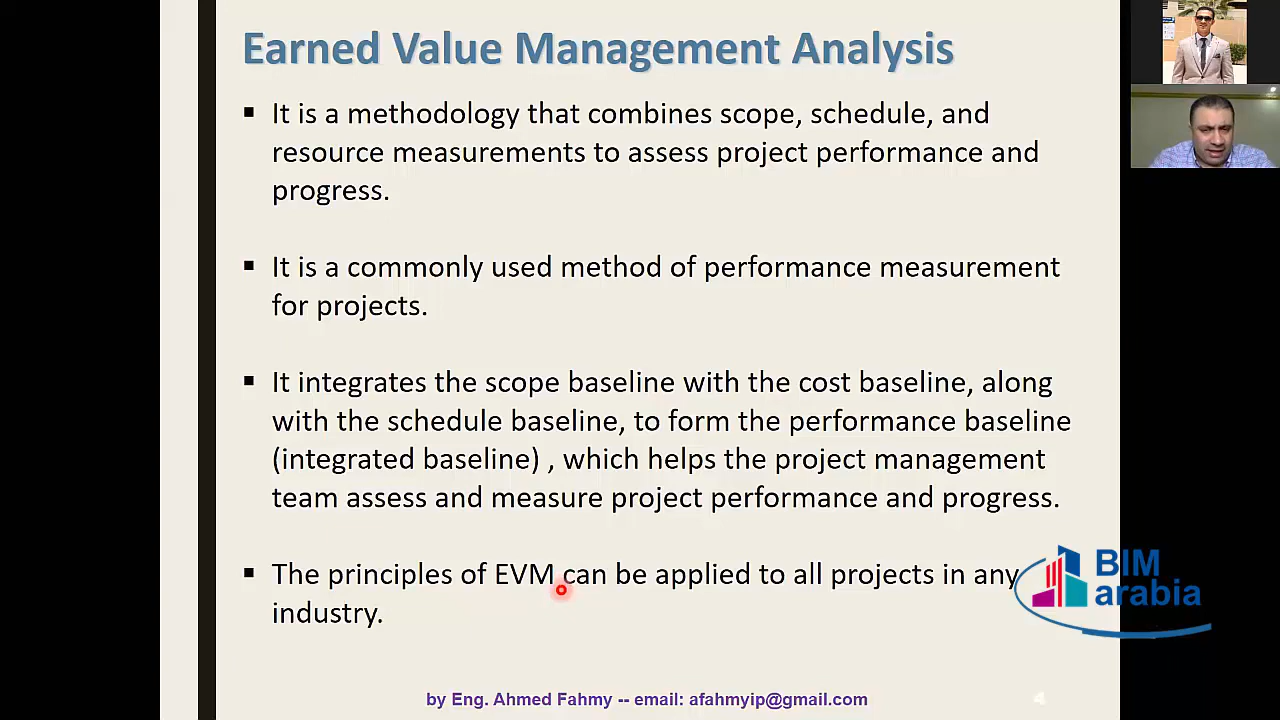 Earned Value Management Analysis
▪ It is a methodology that combines scope, schedule, and
resource measurements to assess project performance and
progress.
▪ It is a commonly used method of performance measurement
for projects.
▪ It integrates the scope baseline with the cost baseline, along
with the schedule baseline, to form the performance baseline
(integrated baseline) , which helps the project management
team assess and measure project performance and progress.
▪ The principles of EVM can be applied to all projects in any
industry.
BIM
arabia
by Eng. Ahmed Fahmy -- email: afahmyip@gmail.com
4